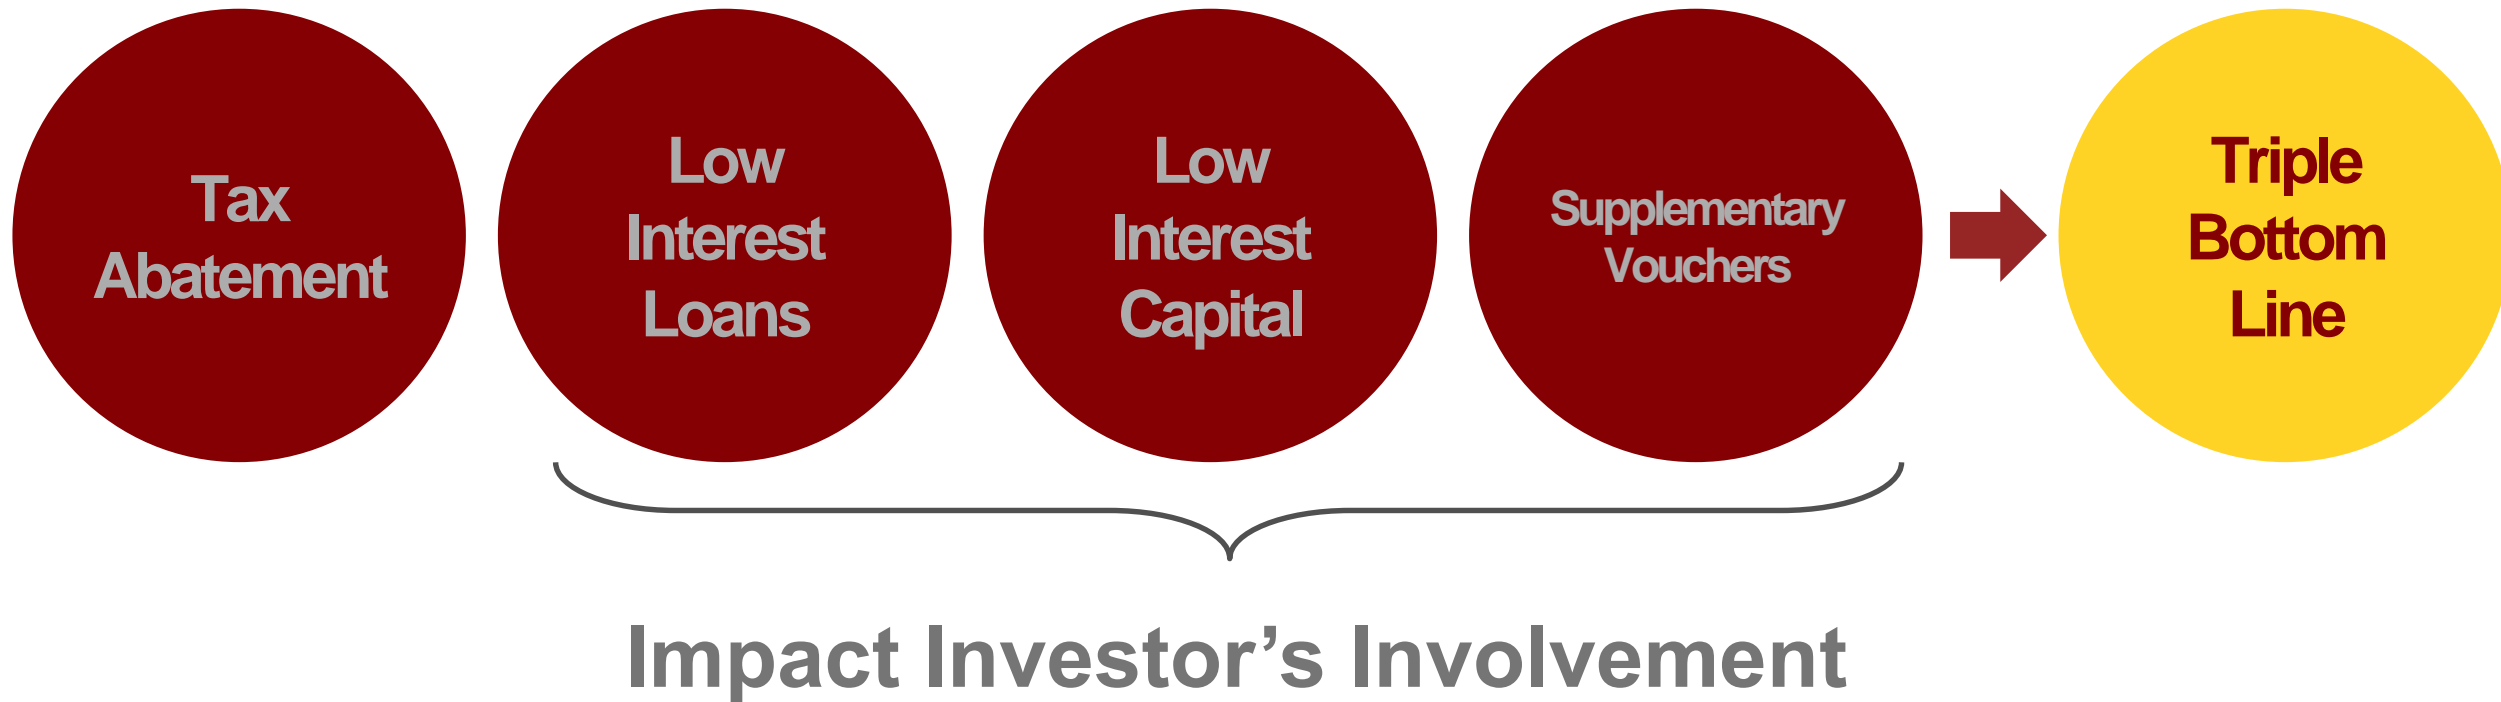 Tax
Abatement
Low
Interest
Loans
Low
Interest
Capital
Supplementary
Vouchers
Triple
Bottom
Line
Impact Investor’s Involvement